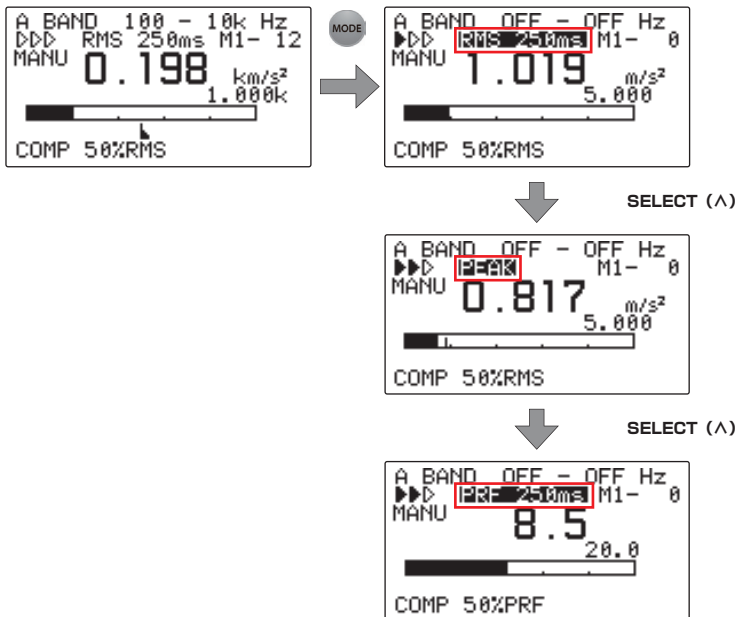 A BAND 100 - 10k Hz
▷▷▷ RMS 250ms M1- 12
MANU 0.198 km/s²
1.000k
COMP 50%RMS
MODE
A BAND OFF - OFF Hz
▶▷▷ RMS 250ms M1- 0
MANU 1.019 m/s²
5.000
COMP 50%RMS
SELECT (∧)
A BAND OFF - OFF Hz
▶▶▷ PEAK M1- 0
MANU 0.817 m/s²
5.000
COMP 50%RMS
SELECT (∧)
A BAND OFF - OFF Hz
▶▶▷ PRF 250ms M1- 0
MANU 8.5
20.0
COMP 50%PRF